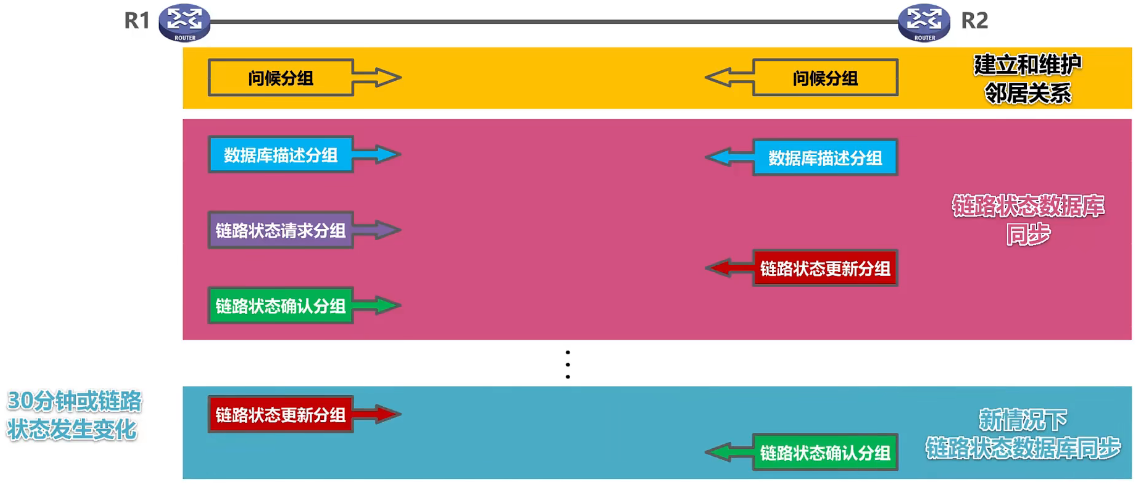 R1
ROUTER
R2
ROUTER
问候分组
问候分组
建立和维护
邻居关系
数据库描述分组
数据库描述分组
链路状态请求分组
链路状态更新分组
链路状态确认分组
链路状态数据库
同步
30分钟或链路
状态发生变化
链路状态更新分组
链路状态确认分组
新情况下
链路状态数据库同步